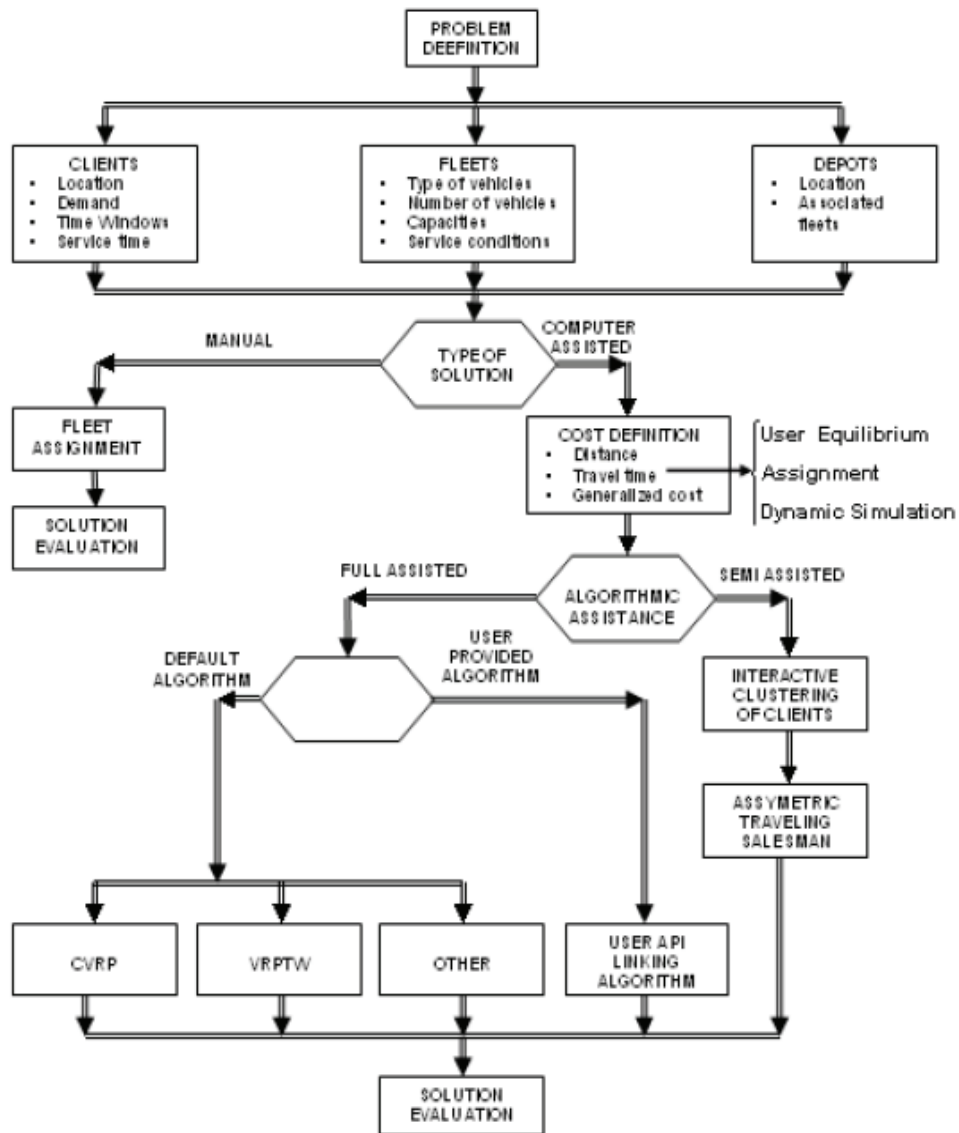 PROBLEM
DEEFINTION
CLIENTS
▪ Location
▪ Demand
▪ Time Windows
▪ Service time
FLEETS
▪ Type of vehicles
▪ Number of vehicles
▪ Capacities
▪ Service conditions
DEPOTS
▪ Location
▪ Associated
fleets
MANUAL
TYPE OF
SOLUTION
COMPUTER
ASSISTED
FLEET
ASSIGNMENT
SOLUTION
EVALUATION
COST DEFINITION
▪ Distance
▪ Travel time
▪ Generalized cost
User Equilibrium
Assignment
Dynamic Simulation
FULL ASSISTED
ALGORITHMIC
ASSISTANCE
SEMI ASSISTED
DEFAULT
ALGORITHM
USER
PROVIDED
ALGORITHM
INTERACTIVE
CLUSTERING
OF CLIENTS
ASSYMETRIC
TRAVELING
SALESMAN
CVRP
VRPTW
OTHER
USER API
LINKING
ALGORITHM
SOLUTION
EVALUATION